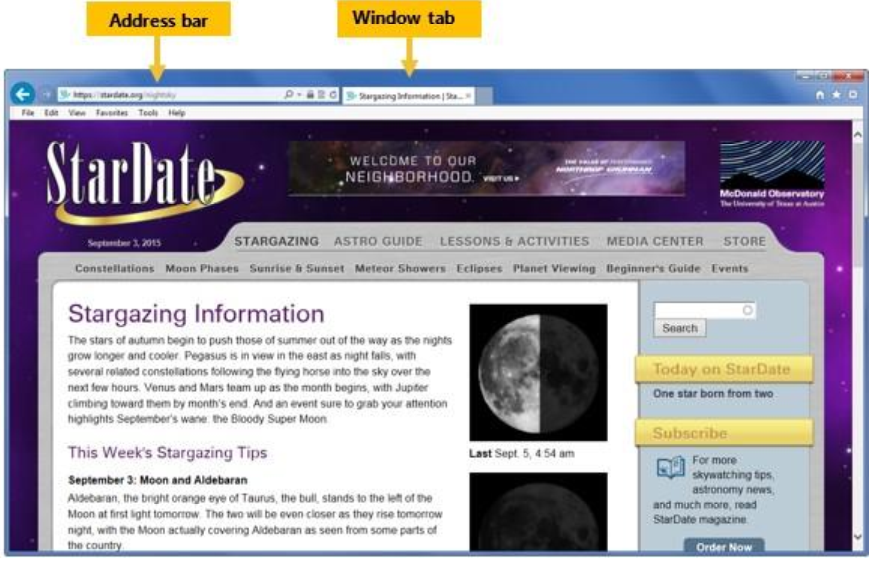 Address bar
Window tab
https://stardate.org/nightsky
Stargazing Information | Sta...
File Edit View Favorites Tools Help
StarDate
WELCOME TO OUR
NEIGHBORHOOD. VISIT US
THE VALUE OF PERFORMANCE.
NORTHROP GRUMMAN
McDonald Observatory
The University of Texas at Austin
September 3, 2015
STARGAZING ASTRO GUIDE LESSONS & ACTIVITIES MEDIA CENTER STORE
Constellations Moon Phases Sunrise & Sunset Meteor Showers Eclipses Planet Viewing Beginner's Guide Events
Stargazing Information
The stars of autumn begin to push those of summer out of the way as the nights
grow longer and cooler. Pegasus is in view in the east as night falls, with
several related constellations following the flying horse into the sky over the
next few hours. Venus and Mars team up as the month begins, with Jupiter
climbing toward them by month's end. And an event sure to grab your attention
highlights September's wane: the Bloody Super Moon.
This Week's Stargazing Tips
September 3: Moon and Aldebaran
Aldebaran, the bright orange eye of Taurus, the bull, stands to the left of the
Moon at first light tomorrow. The two will be even closer as they rise tomorrow
night, with the Moon actually covering Aldebaran as seen from some parts of
the country.
Last Sept. 5, 4:54 am
Search
Today on StarDate
One star born from two
Subscribe
For more
skywatching tips,
astronomy news,
and much more, read
StarDate magazine.
Order Now